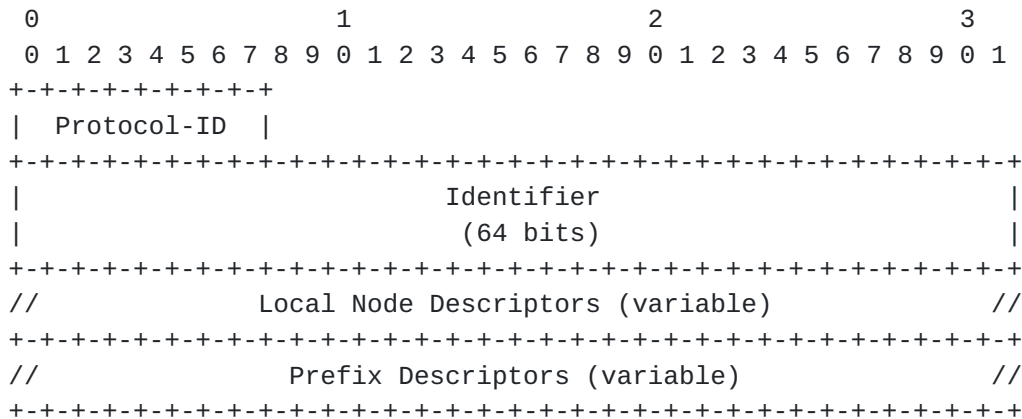 0                   1                   2                   3
 0 1 2 3 4 5 6 7 8 9 0 1 2 3 4 5 6 7 8 9 0 1 2 3 4 5 6 7 8 9 0 1
+-+-+-+-+-+-+-+-+
|  Protocol-ID  |
+-+-+-+-+-+-+-+-+-+-+-+-+-+-+-+-+-+-+-+-+-+-+-+-+-+-+-+-+-+-+-+-+
|                           Identifier                          |
|                            (64 bits)                          |
+-+-+-+-+-+-+-+-+-+-+-+-+-+-+-+-+-+-+-+-+-+-+-+-+-+-+-+-+-+-+-+-+
//              Local Node Descriptors (variable)              //
+-+-+-+-+-+-+-+-+-+-+-+-+-+-+-+-+-+-+-+-+-+-+-+-+-+-+-+-+-+-+-+-+
//                Prefix Descriptors (variable)                //
+-+-+-+-+-+-+-+-+-+-+-+-+-+-+-+-+-+-+-+-+-+-+-+-+-+-+-+-+-+-+-+-+